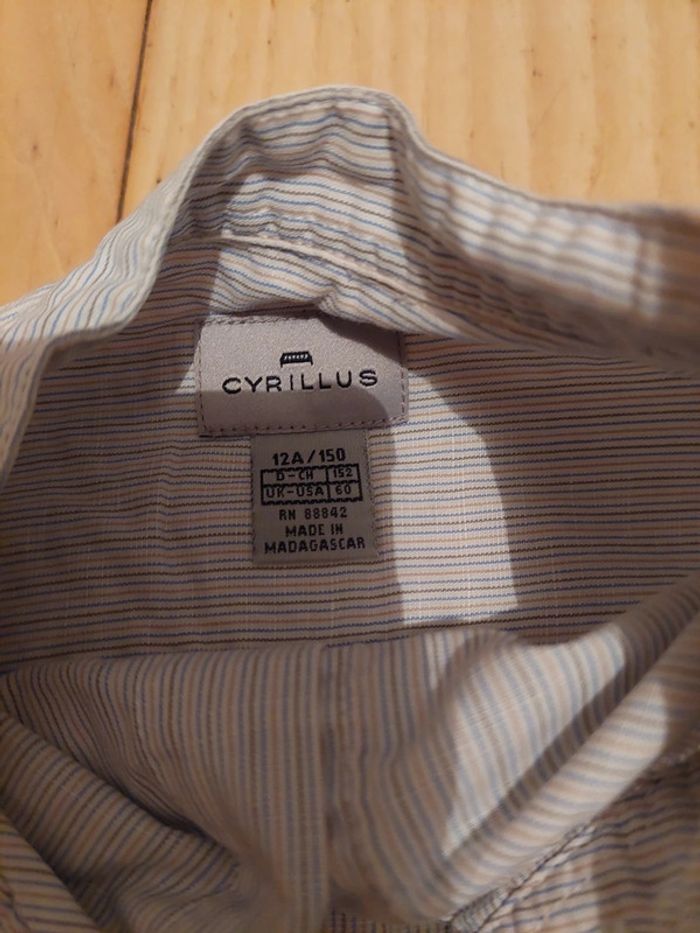 CYRILLUS
12A/150
D-CH 152
UK-USA 60
RN 88842
MADE IN
MADAGASCAR